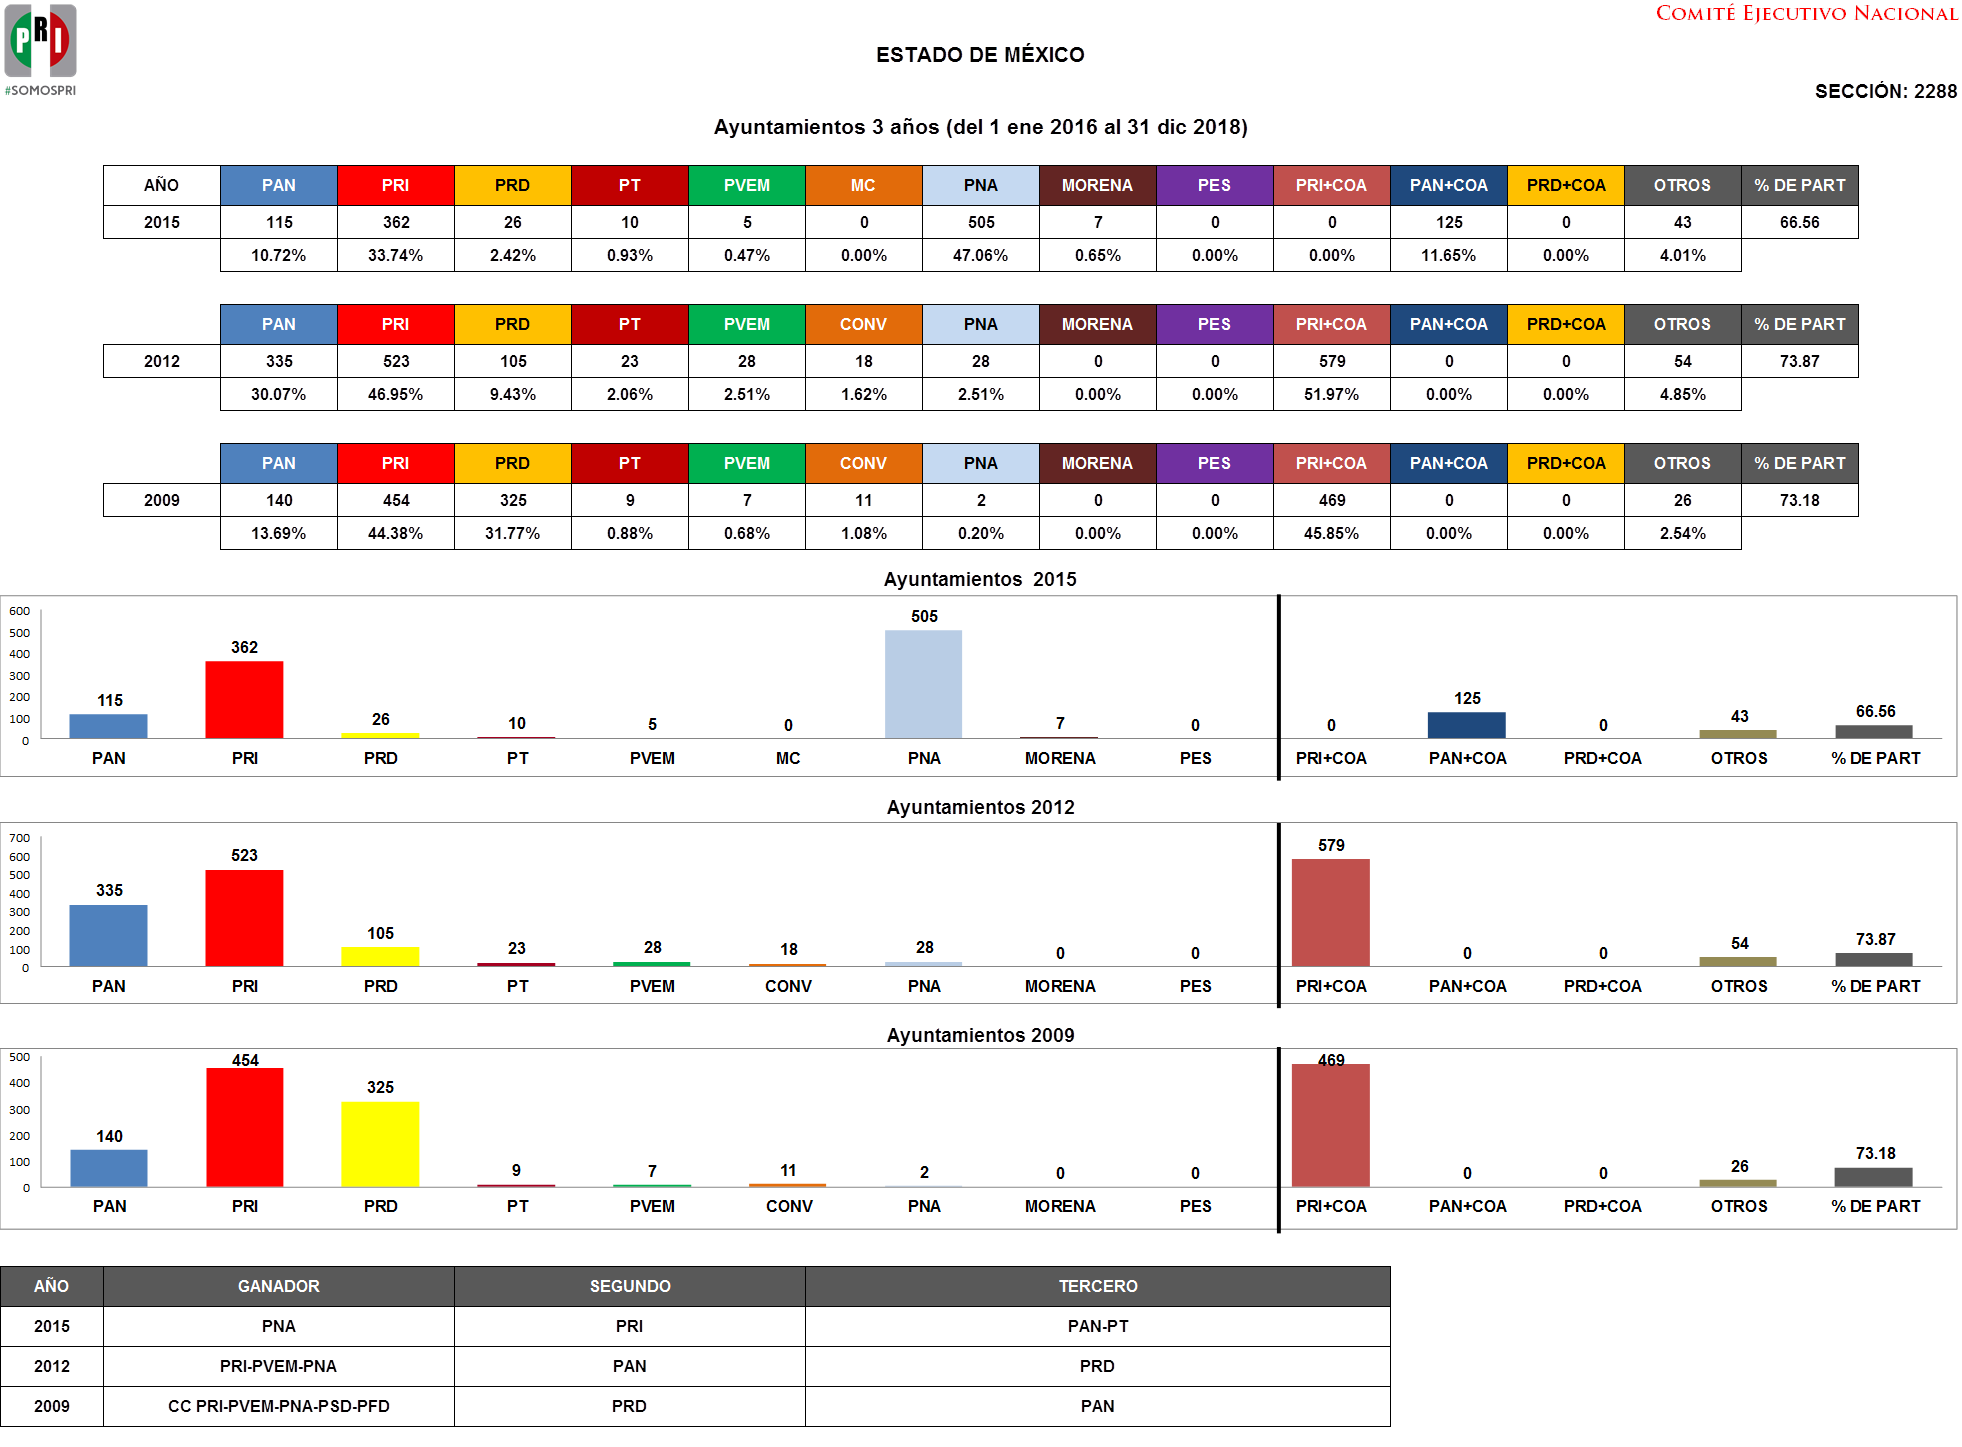 COMITÉ EJECUTIVO NACIONAL
PRI
#SOMOSPRI
ESTADO DE MÉXICO
SECCIÓN: 2288
Ayuntamientos 3 años (del 1 ene 2016 al 31 dic 2018)
AÑO PAN PRI PRD PT PVEM MC PNA MORENA PES PRI+COA PAN+COA PRD+COA OTROS % DE PART
2015 115 362 26 10 5 0 505 7 0 0 125 0 43 66.56
10.72% 33.74% 2.42% 0.93% 0.47% 0.00% 47.06% 0.65% 0.00% 0.00% 11.65% 0.00% 4.01%
PAN PRI PRD PT PVEM CONV PNA MORENA PES PRI+COA PAN+COA PRD+COA OTROS % DE PART
2012 335 523 105 23 28 18 28 0 0 579 0 0 54 73.87
30.07% 46.95% 9.43% 2.06% 2.51% 1.62% 2.51% 0.00% 0.00% 51.97% 0.00% 0.00% 4.85%
PAN PRI PRD PT PVEM CONV PNA MORENA PES PRI+COA PAN+COA PRD+COA OTROS % DE PART
2009 140 454 325 9 7 11 2 0 0 469 0 0 26 73.18
13.69% 44.38% 31.77% 0.88% 0.68% 1.08% 0.20% 0.00% 0.00% 45.85% 0.00% 0.00% 2.54%
Ayuntamientos 2015
600
500
400
300
200
100
0
115 362 26 10 5 0 505 7 0 0 125 0 43 66.56
PAN PRI PRD PT PVEM MC PNA MORENA PES PRI+COA PAN+COA PRD+COA OTROS % DE PART
Ayuntamientos 2012
700
600
500
400
300
200
100
0
335 523 105 23 28 18 28 0 0 579 0 0 54 73.87
PAN PRI PRD PT PVEM CONV PNA MORENA PES PRI+COA PAN+COA PRD+COA OTROS % DE PART
Ayuntamientos 2009
500
400
300
200
100
0
140 454 325 9 7 11 2 0 0 469 0 0 26 73.18
PAN PRI PRD PT PVEM CONV PNA MORENA PES PRI+COA PAN+COA PRD+COA OTROS % DE PART
AÑO GANADOR SEGUNDO TERCERO
2015 PNA PRI PAN-PT
2012 PRI-PVEM-PNA PAN PRD
2009 CC PRI-PVEM-PNA-PSD-PFD PRD PAN